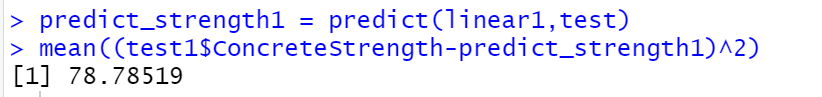 > predict_strength1 = predict(linear1,test)
> mean((test1$ConcreteStrength-predict_strength1)^2)
[1] 78.78519